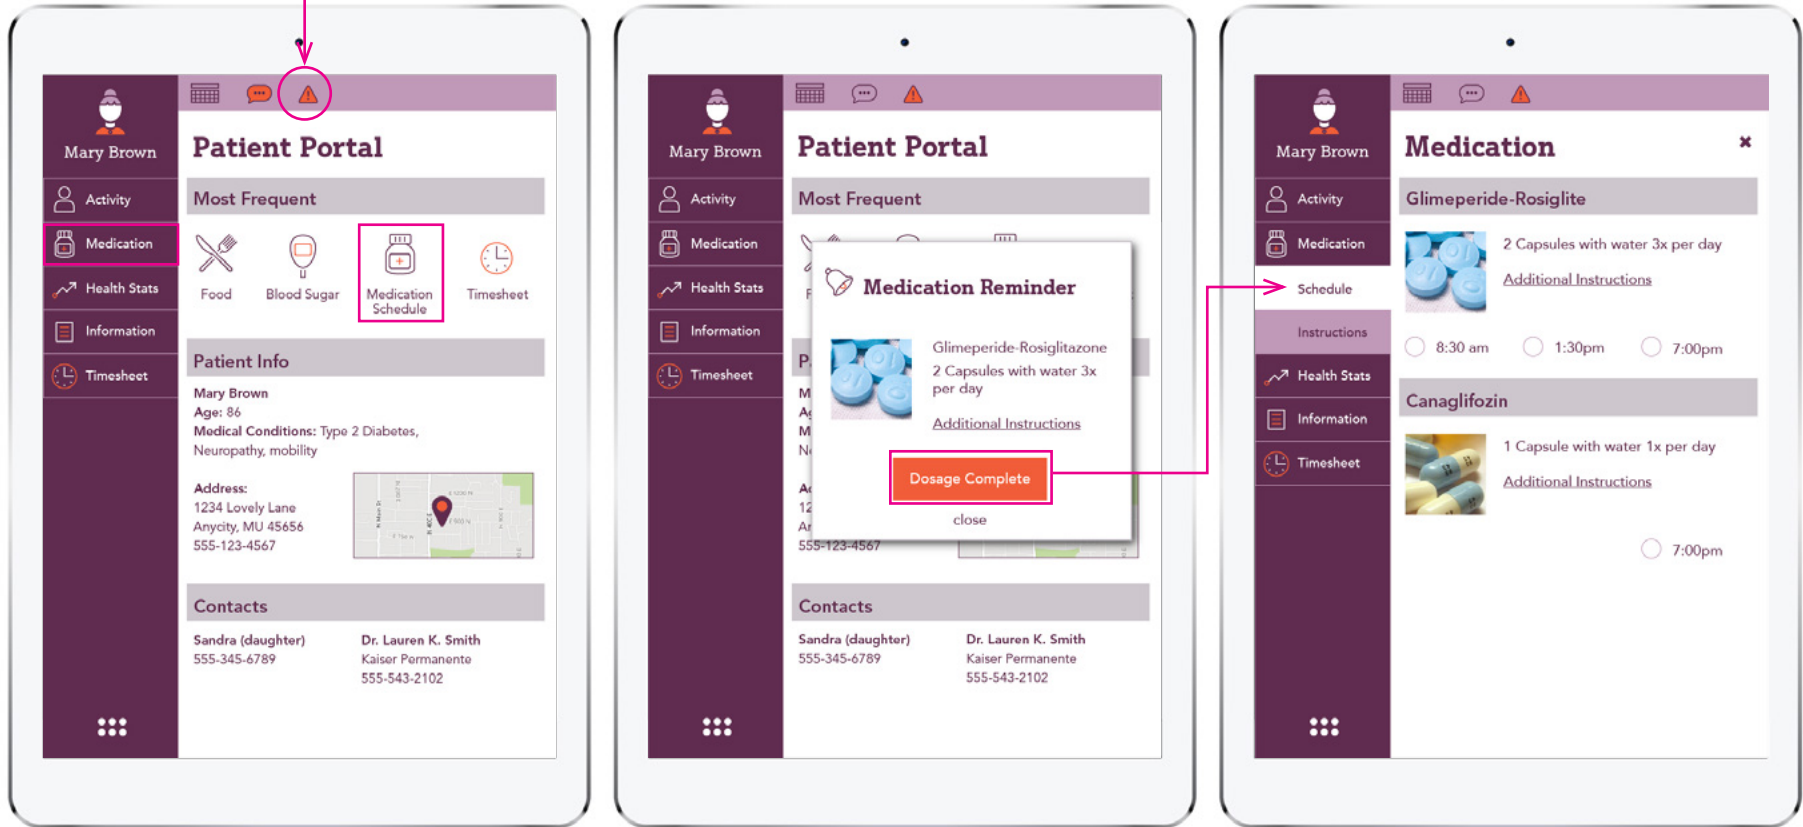 Mary Brown
Activity
Medication
Health Stats
Information
Timesheet
Patient Portal
Most Frequent
Food
Blood Sugar
Medication
Schedule
Timesheet
Patient Info
Mary Brown
Age: 86
Medical Conditions: Type 2 Diabetes,
Neuropathy, mobility
Address:
1234 Lovely Lane
Anycity, MU 45656
555-123-4567
Contacts
Sandra (daughter)
555-345-6789
Dr. Lauren K. Smith
Kaiser Permanente
555-543-2102
Mary Brown
Activity
Medication
Health Stats
Information
Timesheet
Patient Portal
Most Frequent
Medication Reminder
Glimeperide-Rosiglitazone
2 Capsules with water 3x
per day
Additional Instructions
Dosage Complete
close
555-123-4567
Contacts
Sandra (daughter)
555-345-6789
Dr. Lauren K. Smith
Kaiser Permanente
555-543-2102
Mary Brown
Activity
Medication
Schedule
Instructions
Health Stats
Information
Timesheet
Medication
Glimeperide-Rosiglite
2 Capsules with water 3x per day
Additional Instructions
8:30 am
1:30pm
7:00pm
Canaglifozin
1 Capsule with water 1x per day
Additional Instructions
7:00pm